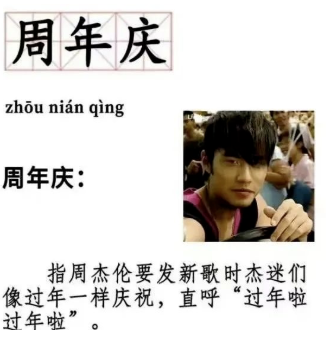 周年庆
zhōu nián qìng
周年庆：
指周杰伦要发新歌时杰迷们
像过年一样庆祝，直呼“过年啦
过年啦”。